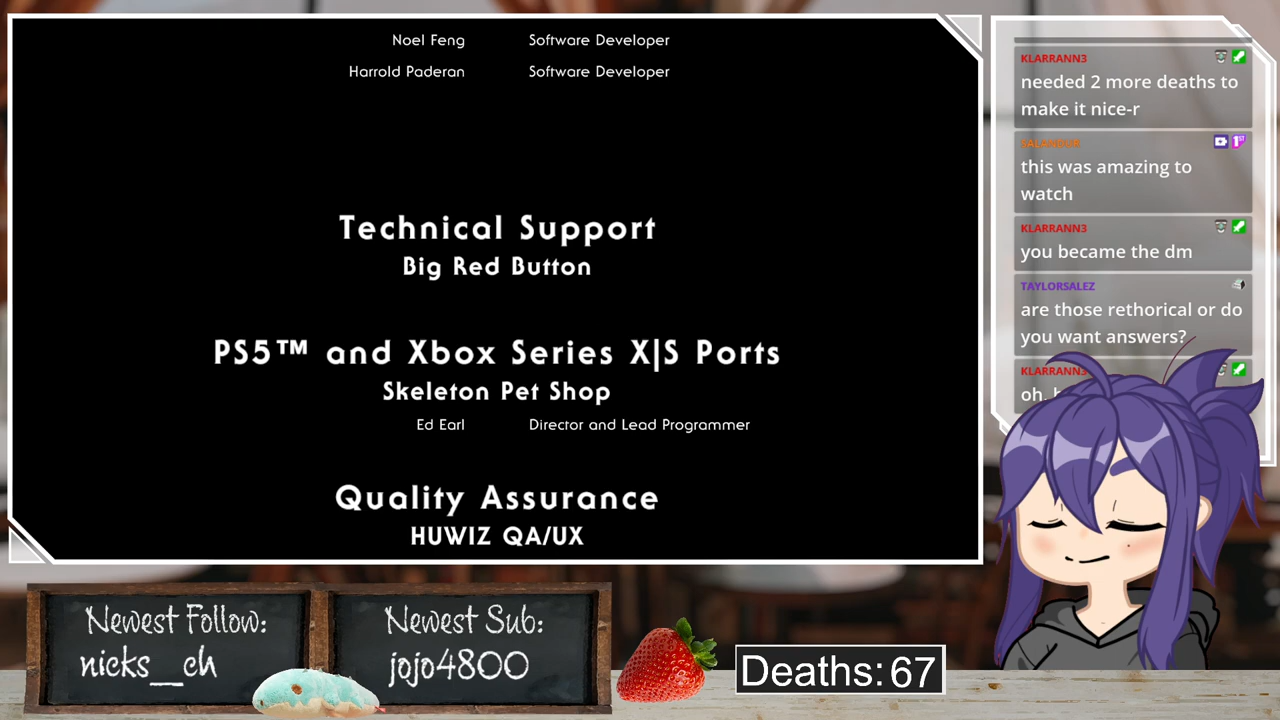 Noel Feng Software Developer
Harrold Paderan Software Developer
Technical Support
Big Red Button
PS5™ and Xbox Series X|S Ports
Skeleton Pet Shop
Ed Earl Director and Lead Programmer
Quality Assurance
HUWIZ QA/UX
KLARRANN3
needed 2 more deaths to
make it nice-r
this was amazing to
watch
KLARRANN3
you became the dm
TAYLORSALEZ
are those rethorical or do
you want answers?
KLARRANN3
oh,
Newest Follow:
nicks__ch
Newest Sub:
jojo4800
Deaths: 67